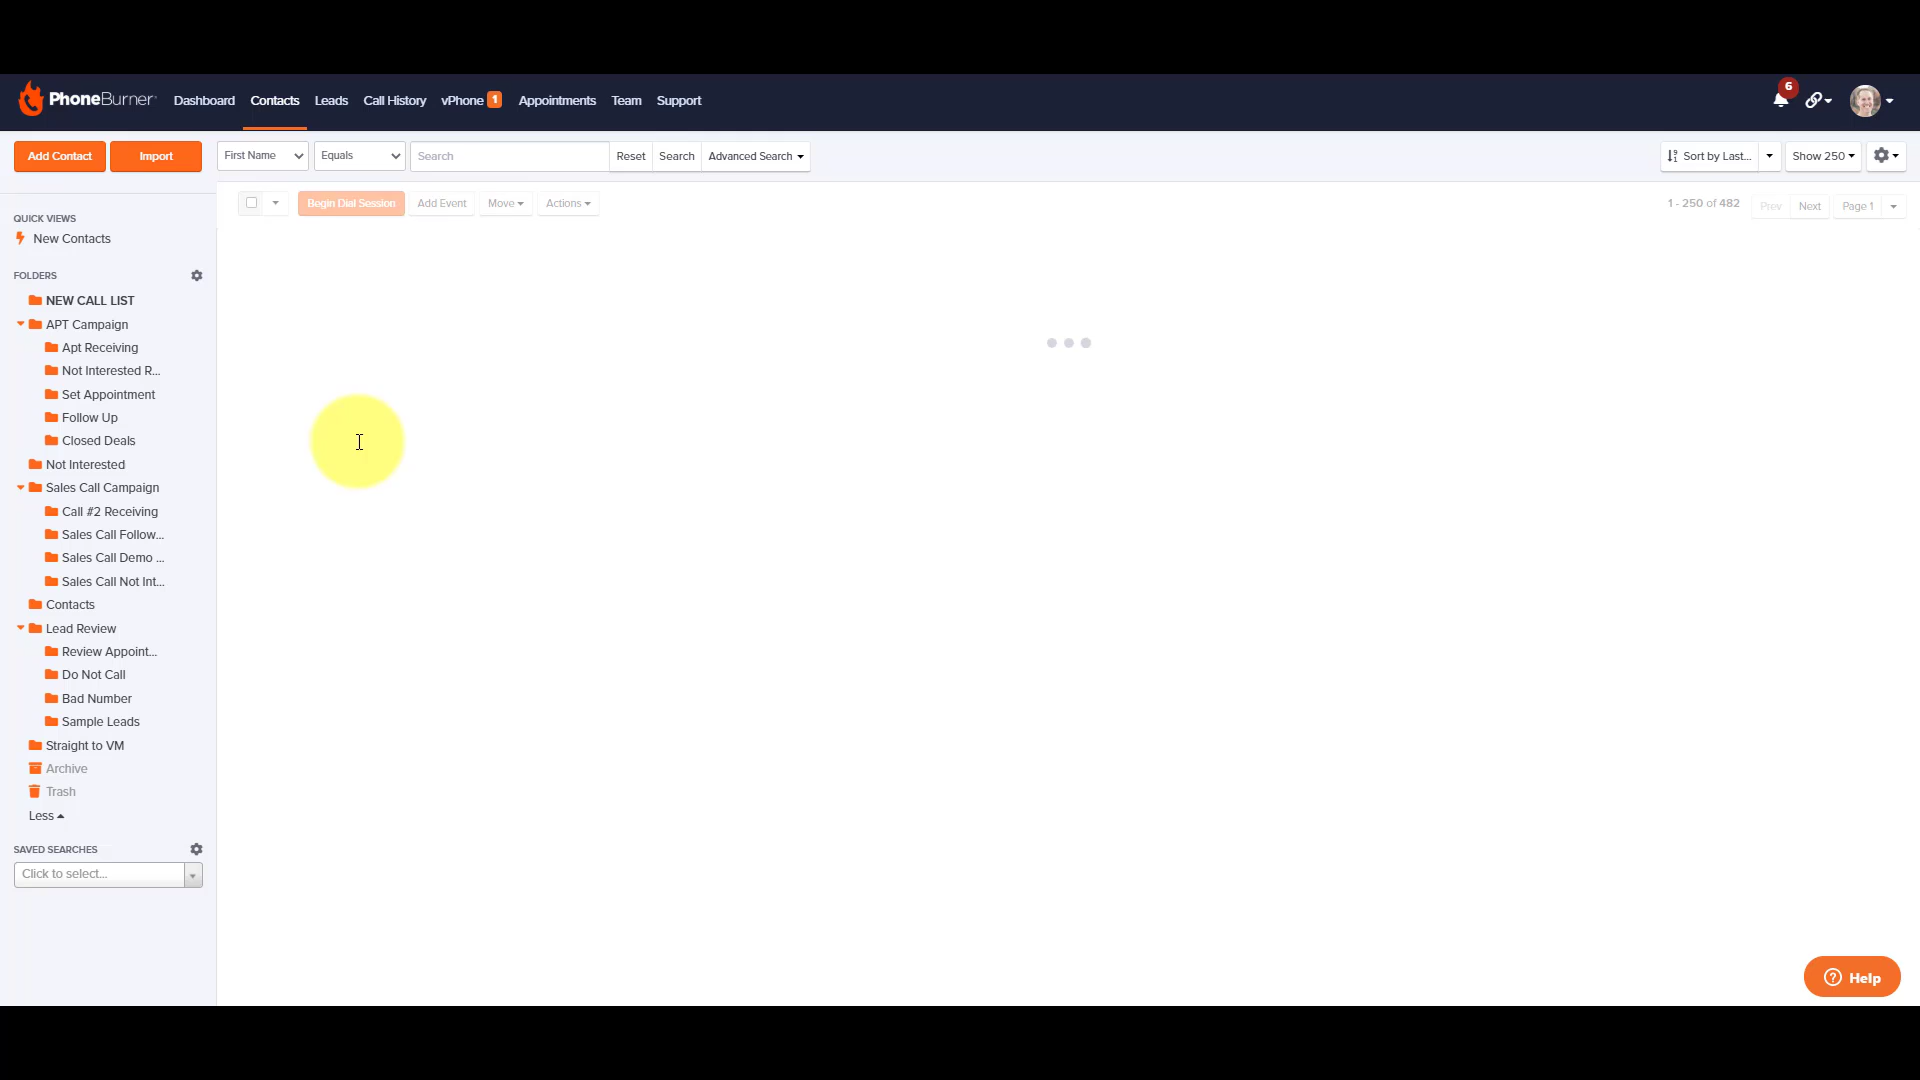 PhoneBurner Dashboard Contacts Leads Call History vPhone 1 Appointments Team Support 6
Add Contact Import First Name Equals Search Reset Search Advanced Search Sort by Last... Show 250
Begin Dial Session Add Event Move Actions 1 - 250 of 482 Prev Next Page 1
QUICK VIEWS
New Contacts
FOLDERS
NEW CALL LIST
APT Campaign
Apt Receiving
Not Interested R...
Set Appointment
Follow Up
Closed Deals
Not Interested
Sales Call Campaign
Call #2 Receiving
Sales Call Follow...
Sales Call Demo ...
Sales Call Not Int...
Contacts
Lead Review
Review Appoint...
Do Not Call
Bad Number
Sample Leads
Straight to VM
Archive
Trash
Less
SAVED SEARCHES
Click to select...
Help